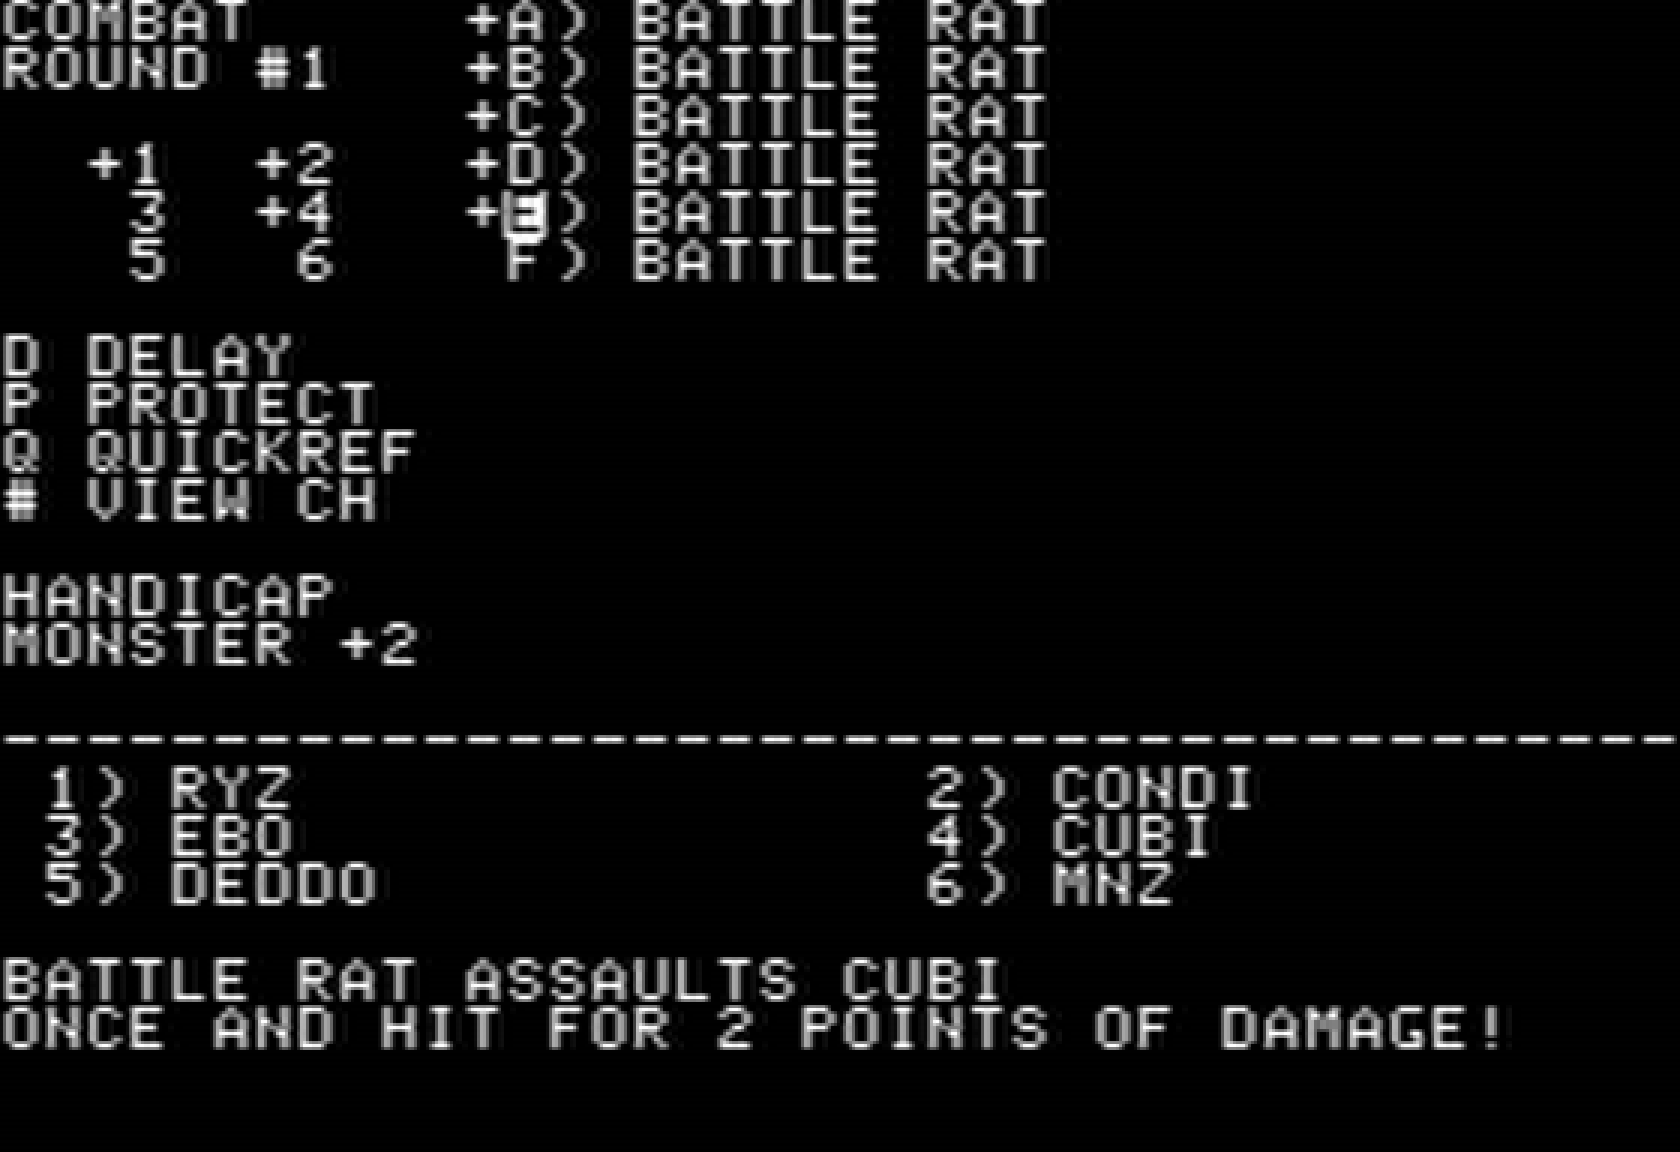 COMBAT +A) BATTLE RAT
ROUND #1 +B) BATTLE RAT
+C) BATTLE RAT
+1 +2 +D) BATTLE RAT
3 +4 +E) BATTLE RAT
5 6 F) BATTLE RAT
D DELAY
P PROTECT
Q QUICKREF
# VIEW CH
HANDICAP
MONSTER +2
----------------------------------------
1) RYZ 2) CONDI
3) EBO 4) CUBI
5) DEDDO 6) MNZ
BATTLE RAT ASSAULTS CUBI
ONCE AND HIT FOR 2 POINTS OF DAMAGE!